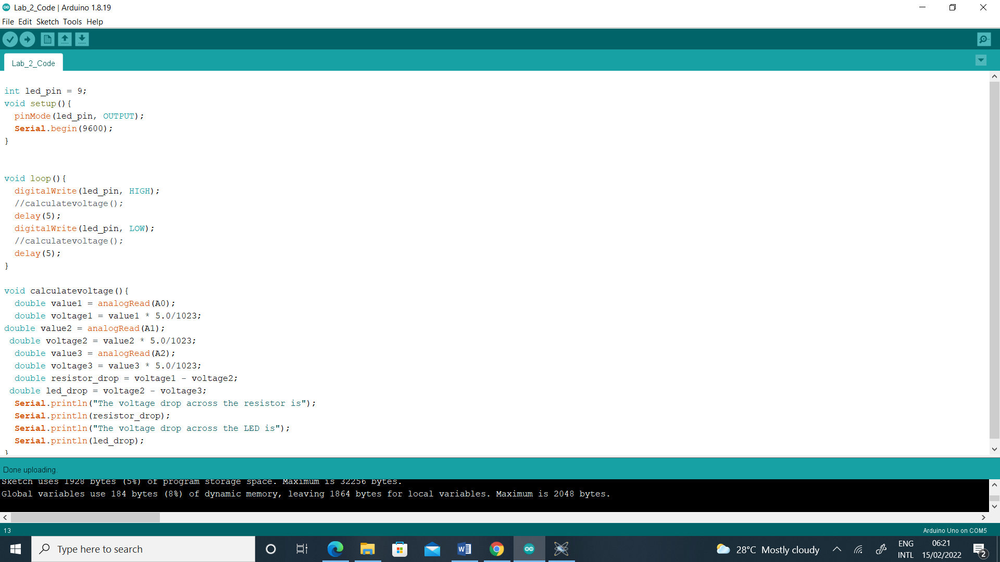 Lab_2_Code | Arduino 1.8.19
File Edit Sketch Tools Help
Lab_2_Code
int led_pin = 9;
void setup(){
  pinMode(led_pin, OUTPUT);
  Serial.begin(9600);
}
void loop(){
  digitalWrite(led_pin, HIGH);
  //calculatevoltage();
  delay(5);
  digitalWrite(led_pin, LOW);
  //calculatevoltage();
  delay(5);
}
void calculatevoltage(){
  double value1 = analogRead(A0);
  double voltage1 = value1 * 5.0/1023;
double value2 = analogRead(A1);
 double voltage2 = value2 * 5.0/1023;
  double value3 = analogRead(A2);
  double voltage3 = value3 * 5.0/1023;
  double resistor_drop = voltage1 - voltage2;
 double led_drop = voltage2 - voltage3;
  Serial.println("The voltage drop across the resistor is");
  Serial.println(resistor_drop);
  Serial.println("The voltage drop across the LED is");
  Serial.println(led_drop);
}
Done uploading.
Sketch uses 1928 bytes (5%) of program storage space. Maximum is 32256 bytes.
Global variables use 184 bytes (8%) of dynamic memory, leaving 1864 bytes for local variables. Maximum is 2048 bytes.
13
Arduino Uno on COM5
Type here to search
28°C Mostly cloudy
ENG
INTL
06:21
15/02/2022
2